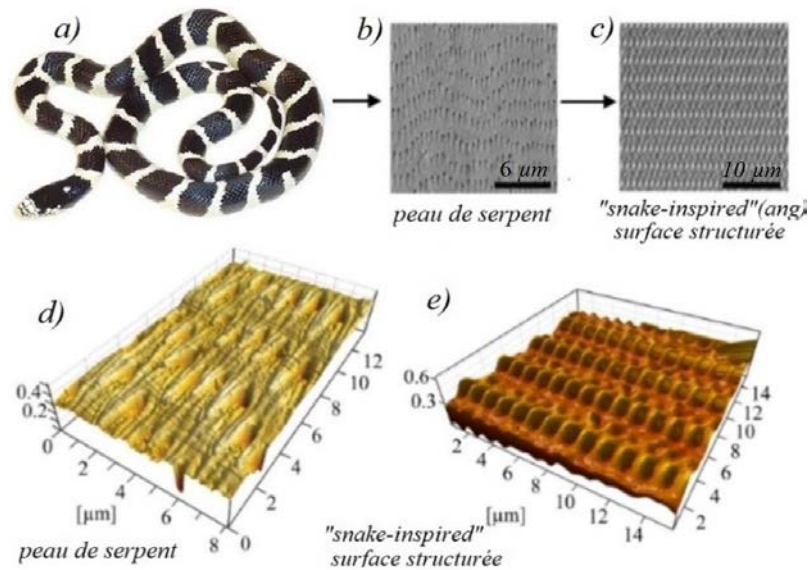 a)
b)
c)
6 µm
10 µm
peau de serpent
"snake-inspired"(ang)
surface structurée
d)
e)
0.4
0.2
0
2
4
6
8
[µm]
0
2
4
6
8
10
12
0.6
0.3
2
4
6
8
10
12
14
[µm]
2
4
6
8
10
12
14
peau de serpent
"snake-inspired"
surface structurée